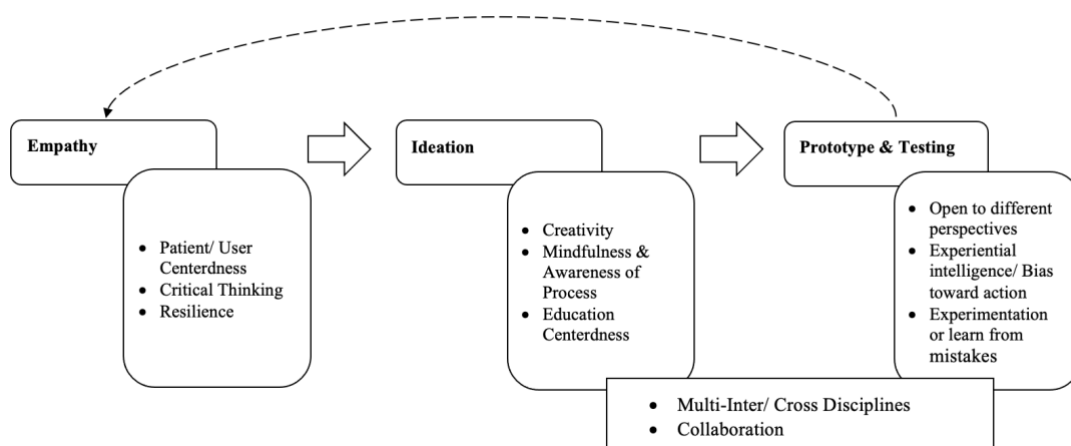 Empathy
Ideation
Prototype & Testing
• Patient/ User
Centerdness
• Critical Thinking
• Resilience
• Creativity
• Mindfulness &
Awareness of
Process
• Education
Centerdness
• Open to different
perspectives
• Experiential
intelligence/ Bias
toward action
• Experimentation
or learn from
mistakes
• Multi-Inter/ Cross Disciplines
• Collaboration